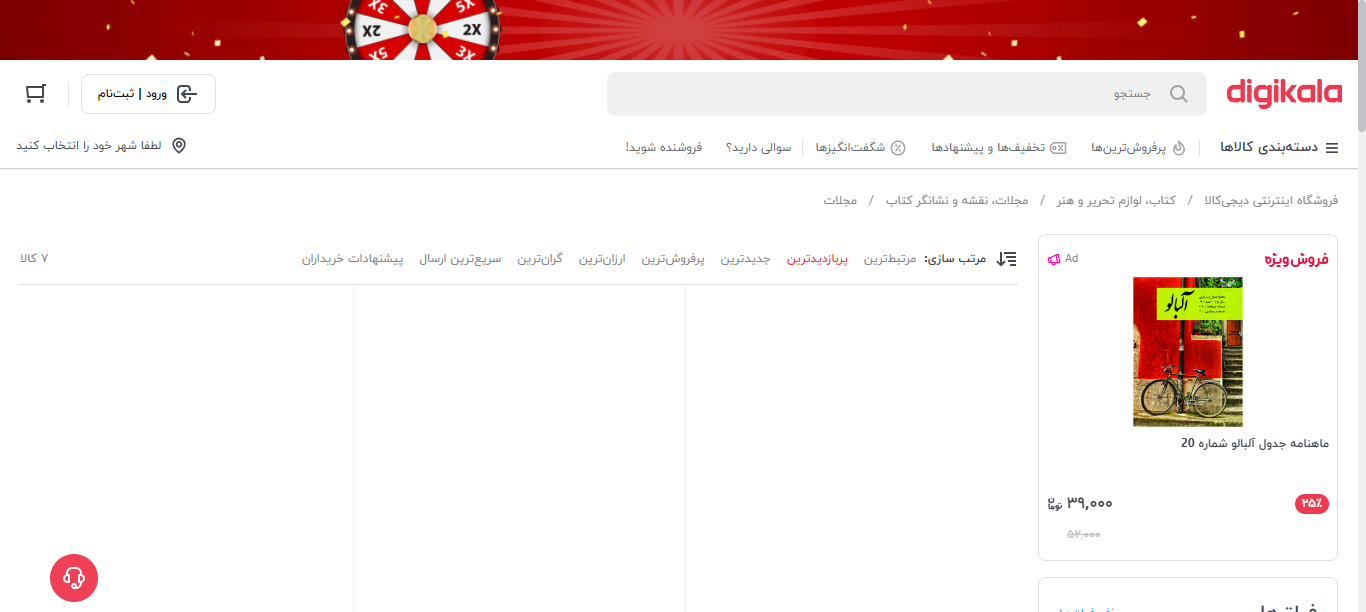 XE
5X
2X
2X
5X
3X
digikala
جستجو
ورود | ثبت‌نام
دسته‌بندی کالاها
پرفروش‌ترین‌ها
تخفیف‌ها و پیشنهادها
شگفت‌انگیزها
سوالی دارید؟
فروشنده شوید!
لطفا شهر خود را انتخاب کنید
فروشگاه اینترنتی دیجی‌کالا / کتاب، لوازم تحریر و هنر / مجلات، نقشه و نشانگر کتاب / مجلات
فروش ویژه
Ad
آلبالو
ماهنامه جدول آلبالو شماره 20
۲۵٪
۳۹,۰۰۰ تومان
۵۲,۰۰۰
مرتب سازی: مرتبط‌ترین پربازدیدترین جدیدترین پرفروش‌ترین ارزان‌ترین گران‌ترین سریع‌ترین ارسال پیشنهادات خریداران
۷ کالا